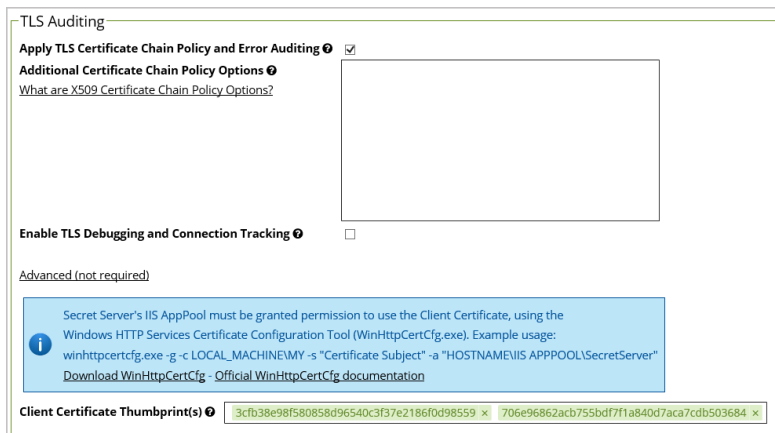 TLS Auditing
Apply TLS Certificate Chain Policy and Error Auditing
Additional Certificate Chain Policy Options
What are X509 Certificate Chain Policy Options?
Enable TLS Debugging and Connection Tracking
Advanced (not required)
Secret Server's IIS AppPool must be granted permission to use the Client Certificate, using the
Windows HTTP Services Certificate Configuration Tool (WinHttpCertCfg.exe). Example usage:
winhttpcertcfg.exe -g -c LOCAL_MACHINE\MY -s "Certificate Subject" -a "HOSTNAME\IIS APPPOOL\SecretServer"
Download WinHttpCertCfg - Official WinHttpCertCfg documentation
Client Certificate Thumbprint(s) 3cfb38e98f580858d96540c3f37e2186f0d98559 × 706e96862acb755bdf7f1a840d7aca7cdb503684 ×